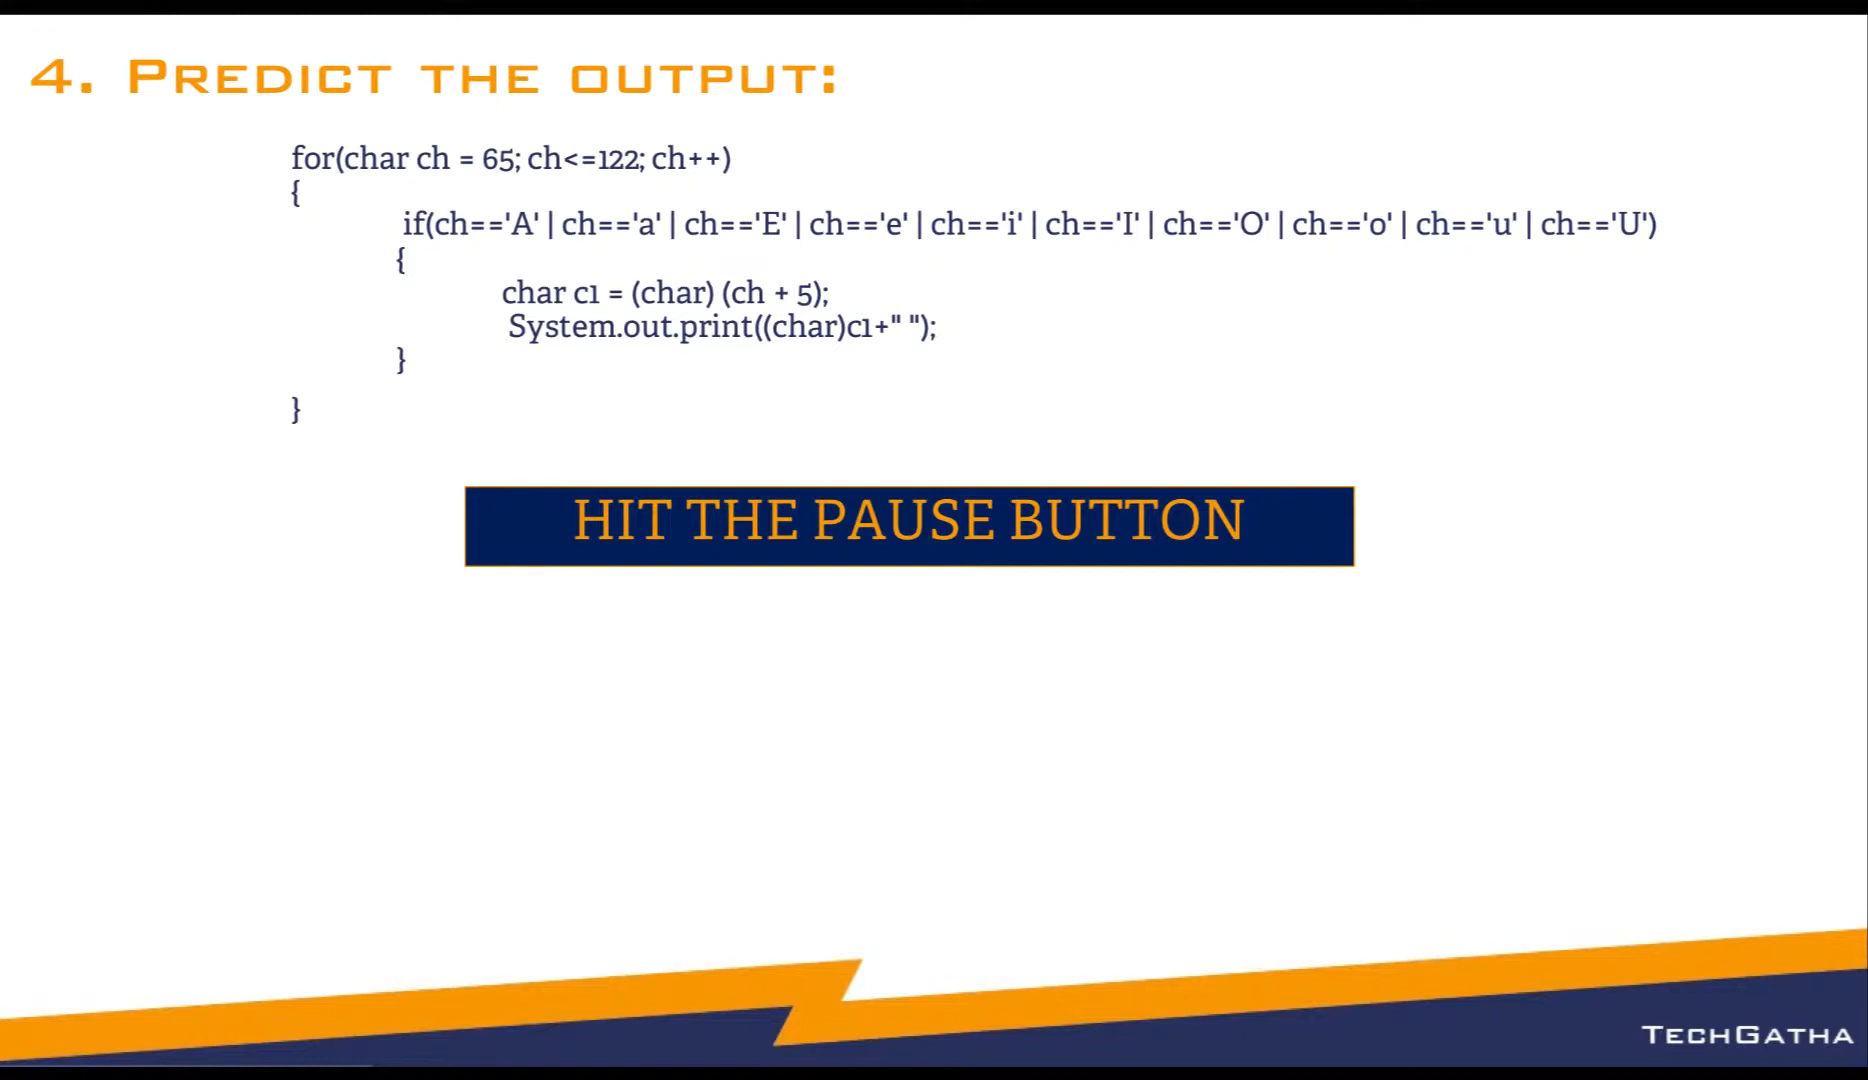 4. PREDICT THE OUTPUT:
for(char ch = 65; ch<=122; ch++)
{
if(ch=='A' | ch=='a' | ch=='E' | ch=='e' | ch=='i' | ch=='I' | ch=='O' | ch=='o' | ch=='u' | ch=='U')
{
char c1 = (char) (ch + 5);
System.out.print((char)c1+" ");
}
}
HIT THE PAUSE BUTTON
TECHGATHA